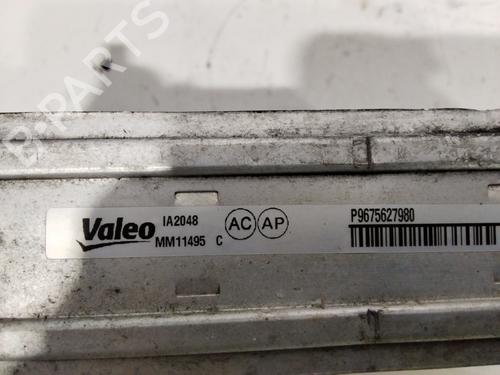 B-PARTS
Valeo
IA2048
MM11495 C
AC AP
P9675627980